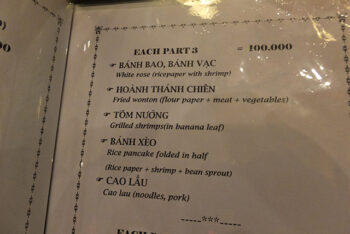 EACH PART 3 = 100.000
☞ BÁNH BAO, BÁNH VẠC
White rose (ricepaper with shrimp)
☞ HOÀNH THÁNH CHIÊN
Fried wonton (flour paper + meat + vegetables)
☞ TÔM NƯỚNG
Grilled shrimps(in banana leaf)
☞ BÁNH XÈO
Rice pancake folded in half
(Rice paper + shrimp + bean sprout)
☞ CAO LẦU
Cao lau (noodles, pork)
-----***-----